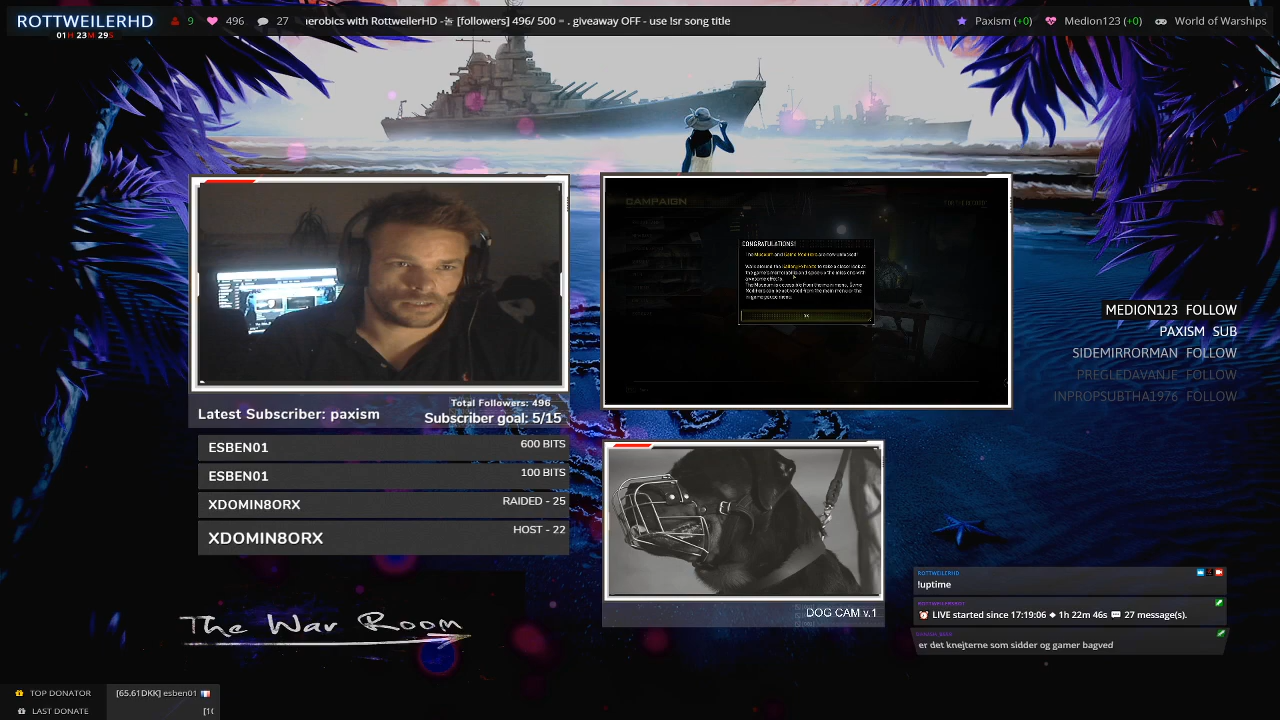 ROTTWEILERHD
9
496
27
aerobics with RottweilerHD
[followers] 496/ 500 = . giveaway OFF - use !sr song title
Paxism (+0)
Medion123 (+0)
World of Warships
01H 23M 29S
CAMPAIGN
CONGRATULATIONS!
OK
MEDION123 FOLLOW
PAXISM SUB
SIDEMIRRORMAN FOLLOW
PREGLEDAVANJE FOLLOW
INPROPSUBTHA1976 FOLLOW
Total Followers: 496
Latest Subscriber: paxism
Subscriber goal: 5/15
ESBEN01 600 BITS
ESBEN01 100 BITS
XDOMIN8ORX RAIDED - 25
XDOMIN8ORX HOST - 22
DOG CAM v.1
ROTTWEILERHD
!uptime
LIVE started since 17:19:06 ◆ 1h 22m 46s 27 message(s).
er det knejterne som sidder og gamer bagved
The War Room
TOP DONATOR [65.61DKK] esben01
LAST DONATE